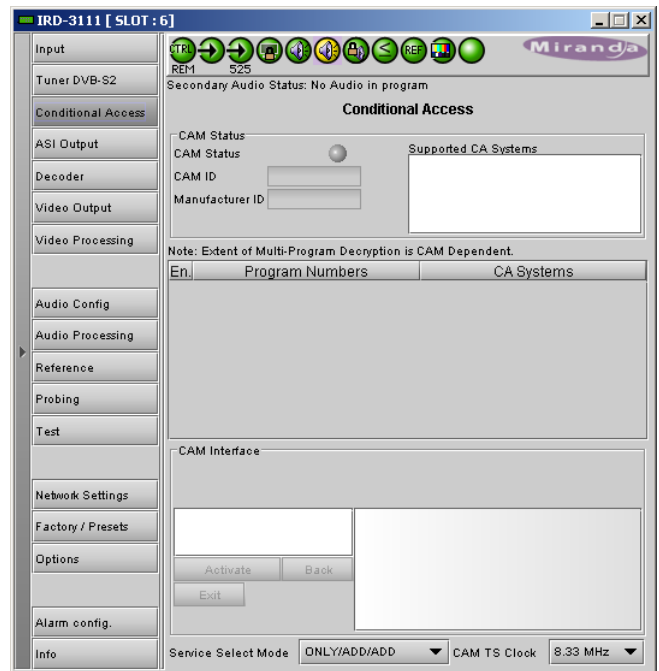 IRD-3111 [ SLOT : 6]
Input
Tuner DVB-S2
Conditional Access
ASI Output
Decoder
Video Output
Video Processing
Audio Config
Audio Processing
Reference
Probing
Test
Network Settings
Factory / Presets
Options
Alarm config.
Info
CTRL
REF
Miranda
REM
525
Secondary Audio Status: No Audio in program
Conditional Access
CAM Status
CAM Status
Supported CA Systems
CAM ID
Manufacturer ID
Note: Extent of Multi-Program Decryption is CAM Dependent.
En. Program Numbers CA Systems
CAM Interface
Activate Back
Exit
Service Select Mode ONLY/ADD/ADD CAM TS Clock 8.33 MHz